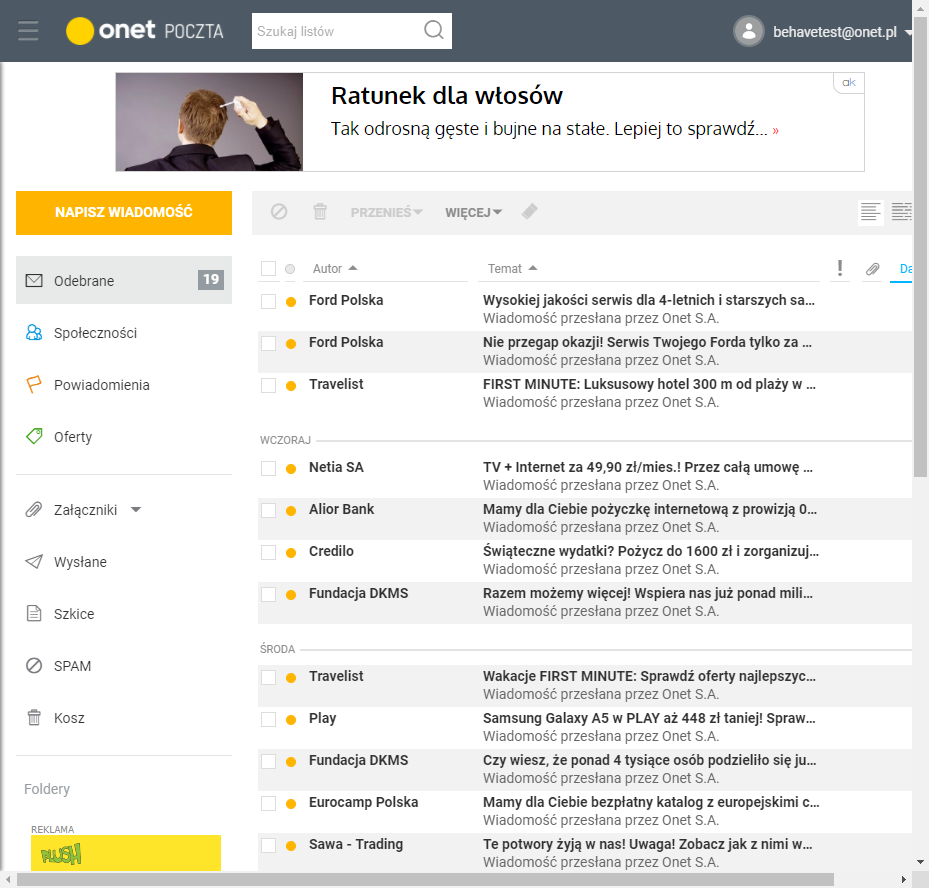 onet POCZTA
Szukaj listów
behavetest@onet.pl
Ratunek dla włosów
Tak odrosną gęste i bujne na stałe. Lepiej to sprawdź... »
ak
NAPISZ WIADOMOŚĆ
PRZENIEŚ
WIĘCEJ
Odebrane 19
Społeczności
Powiadomienia
Oferty
Załączniki
Wysłane
Szkice
SPAM
Kosz
Foldery
REKLAMA
PLUSH
Autor Temat ! Da
Ford Polska Wysokiej jakości serwis dla 4-letnich i starszych sa...
Wiadomość przesłana przez Onet S.A.
Ford Polska Nie przegap okazji! Serwis Twojego Forda tylko za ...
Wiadomość przesłana przez Onet S.A.
Travelist FIRST MINUTE: Luksusowy hotel 300 m od plaży w ...
Wiadomość przesłana przez Onet S.A.
WCZORAJ
Netia SA TV + Internet za 49,90 zł/mies.! Przez całą umowę ...
Wiadomość przesłana przez Onet S.A.
Alior Bank Mamy dla Ciebie pożyczkę internetową z prowizją 0...
Wiadomość przesłana przez Onet S.A.
Credilo Świąteczne wydatki? Pożycz do 1600 zł i zorganizuj...
Wiadomość przesłana przez Onet S.A.
Fundacja DKMS Razem możemy więcej! Wspiera nas już ponad mili...
Wiadomość przesłana przez Onet S.A.
ŚRODA
Travelist Wakacje FIRST MINUTE: Sprawdź oferty najlepszyc...
Wiadomość przesłana przez Onet S.A.
Play Samsung Galaxy A5 w PLAY aż 448 zł taniej! Spraw...
Wiadomość przesłana przez Onet S.A.
Fundacja DKMS Czy wiesz, że ponad 4 tysiące osób podzieliło się ju...
Wiadomość przesłana przez Onet S.A.
Eurocamp Polska Mamy dla Ciebie bezpłatny katalog z europejskimi c...
Wiadomość przesłana przez Onet S.A.
Sawa - Trading Te potwory żyją w nas! Uwaga! Zobacz jak z nimi w...
Wiadomość przesłana przez Onet S.A.